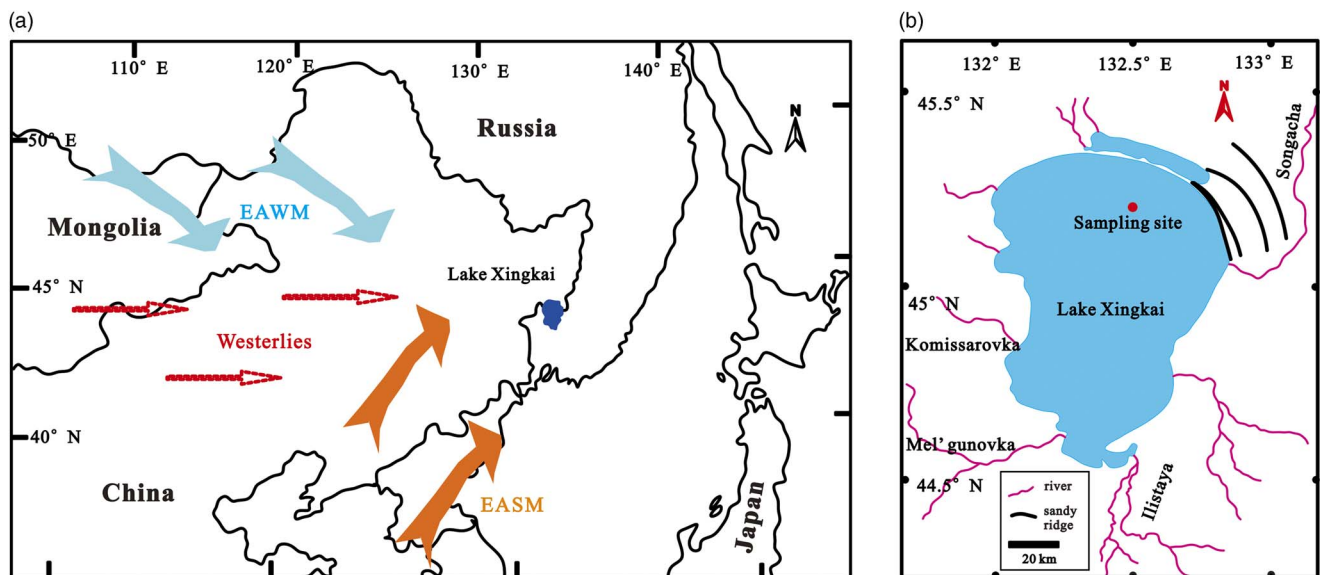 (a)
110° E
120° E
130° E
140° E
50° E
Russia
N
EAWM
Mongolia
Lake Xingkai
45° N
Westerlies
40° N
China
EASM
Japan
(b)
132° E
132.5° E
133° E
45.5° N
N
Songacha
Sampling site
45° N
Lake Xingkai
Komissarovka
Mel' gunovka
44.5° N
river
sandy
ridge
20 km
Ilistaya